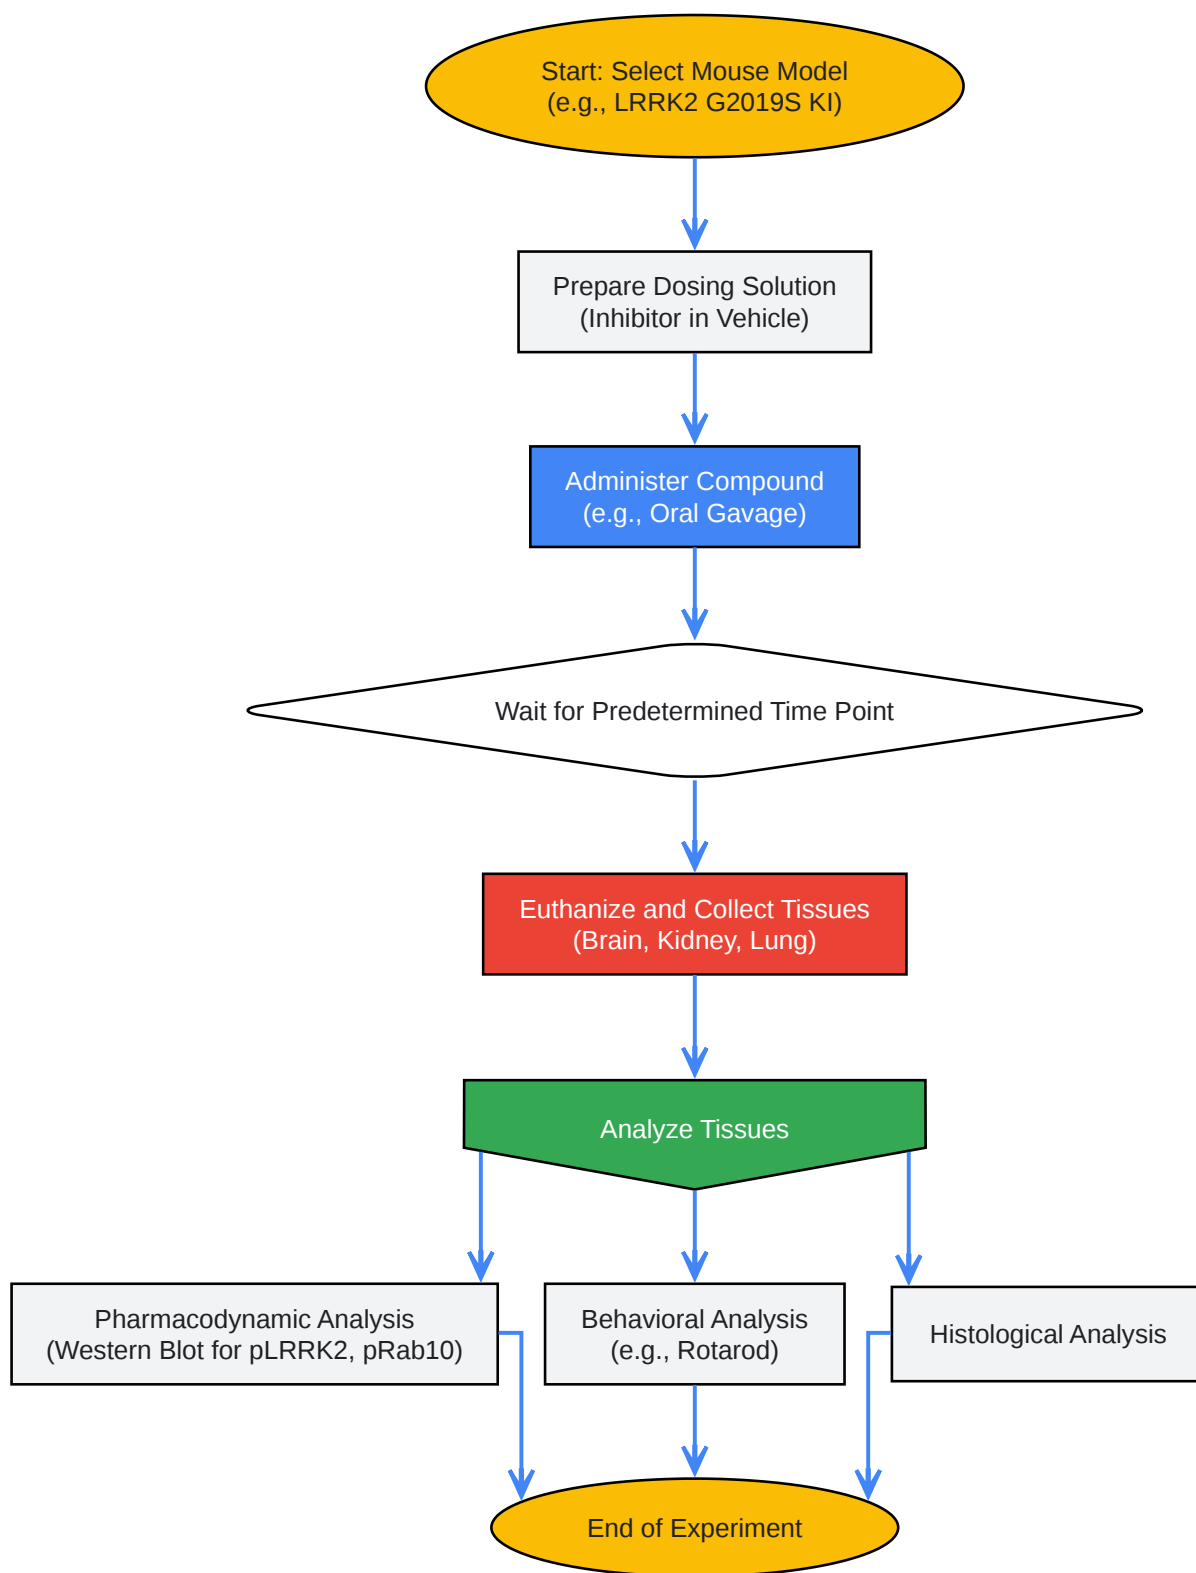 Start: Select Mouse Model
(e.g., LRRK2 G2019S KI)
Prepare Dosing Solution
(Inhibitor in Vehicle)
Administer Compound
(e.g., Oral Gavage)
Wait for Predetermined Time Point
Euthanize and Collect Tissues
(Brain, Kidney, Lung)
Analyze Tissues
Pharmacodynamic Analysis
(Western Blot for pLRRK2, pRab10)
Behavioral Analysis
(e.g., Rotarod)
Histological Analysis
End of Experiment